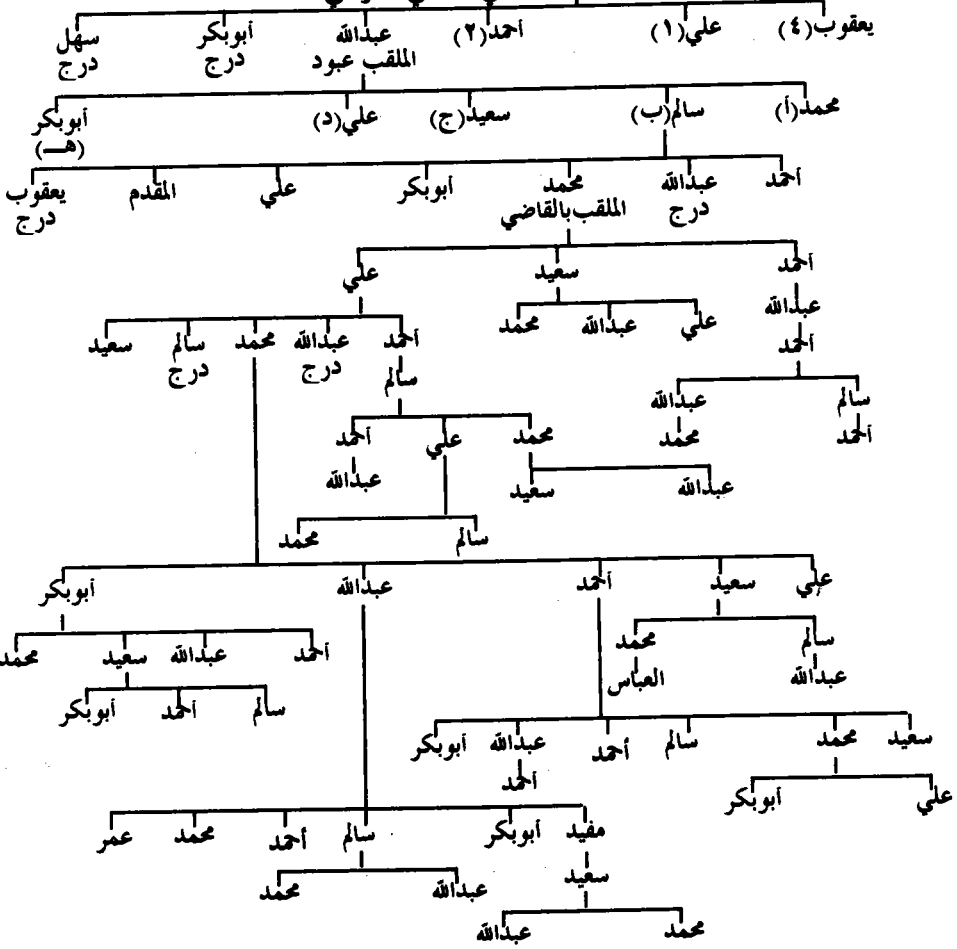 يعقوب (٤) علي (١) أحمد (٢) عبدالله أبوبكر سهل
الملقب عبود درج درج
محمد (أ) سالم (ب) سعيد (ج) علي (د) أبوبكر
(هـ)
أحمد عبدالله محمد أبوبكر علي المقدم يعقوب
درج الملقب بالقاضي درج
أحمد سعيد علي
عبدالله
علي عبدالله محمد
أحمد عبدالله محمد سالم سعيد
أحمد
درج درج
سالم
سالم عبدالله
أحمد محمد
محمد علي أحمد
عبدالله سعيد عبدالله
سالم محمد
علي سعيد أحمد عبدالله أبوبكر
سالم محمد
أحمد عبدالله سعيد محمد
عبدالله العباس
سالم أحمد أبوبكر
سعيد محمد سالم أحمد عبدالله أبوبكر
أحمد
علي أبوبكر
مفيد أبوبكر سالم أحمد محمد عمر
سعيد
عبدالله محمد
محمد عبدالله